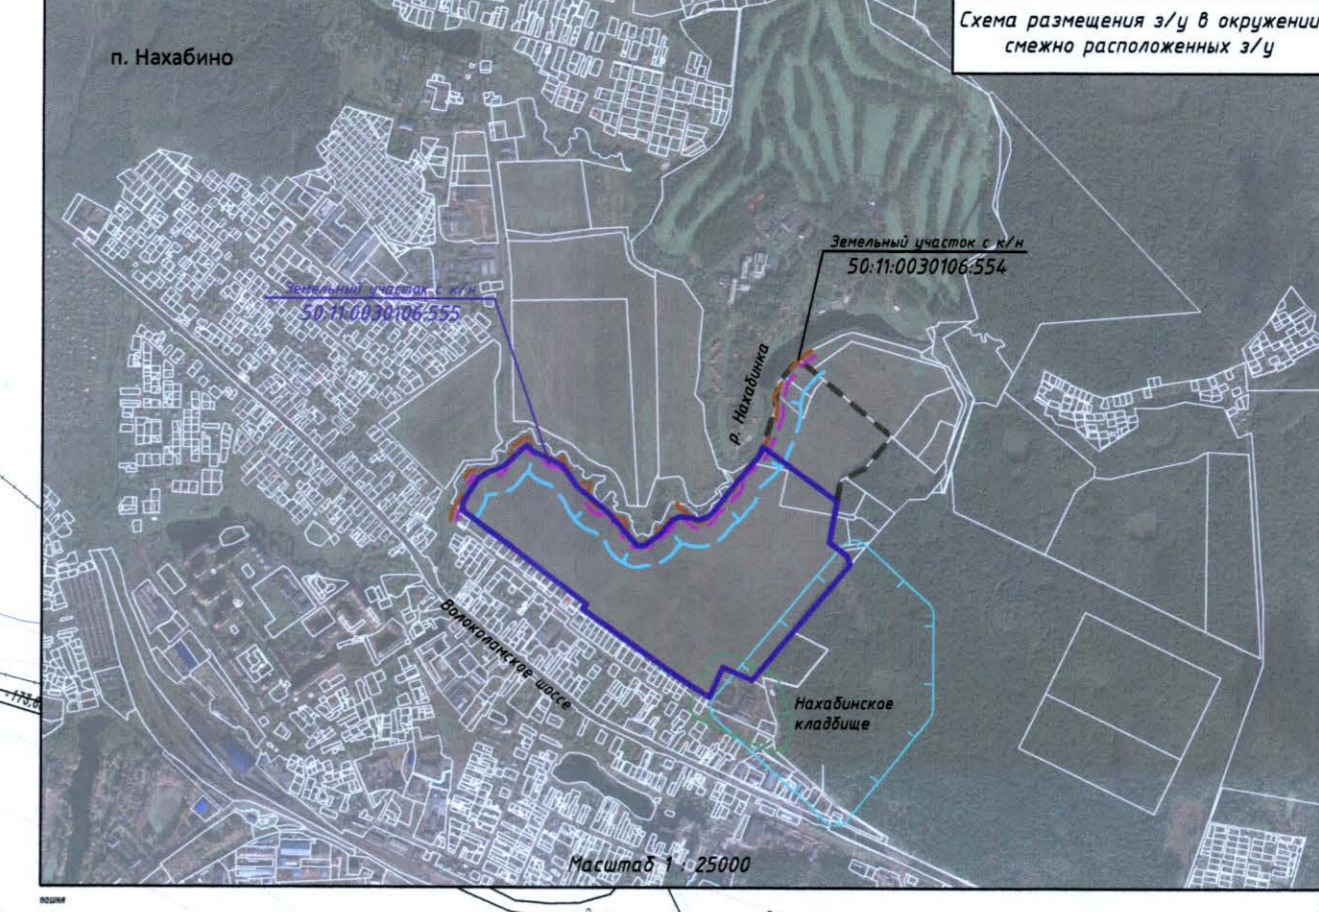 Схема размещения з/у в окружении
смежно расположенных з/у
п. Нахабино
Земельный участок с к/н
50:11:0030106:554
Земельный участок с к/н
50:11:0030106:555
р. Нахабинка
Волоколамское шоссе
Нахабинское
кладбище
Масштаб 1 : 25000
пашня